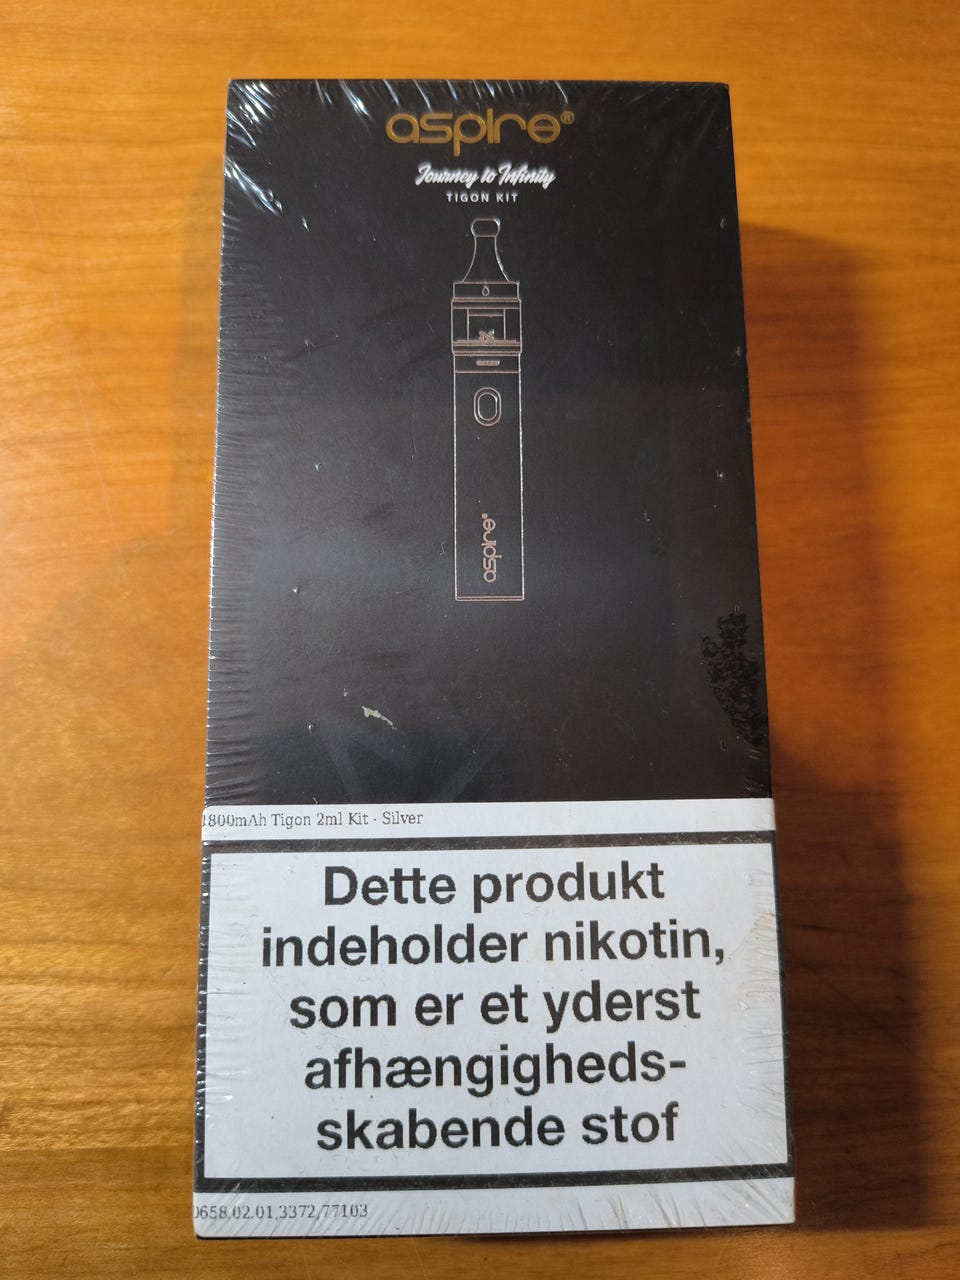 aspire®
Journey to Infinity
TIGON KIT
aspire®
1800mAh Tigon 2ml Kit - Silver
Dette produkt
indeholder nikotin,
som er et yderst
afhængigheds-
skabende stof
0658.02.01,3372,77103